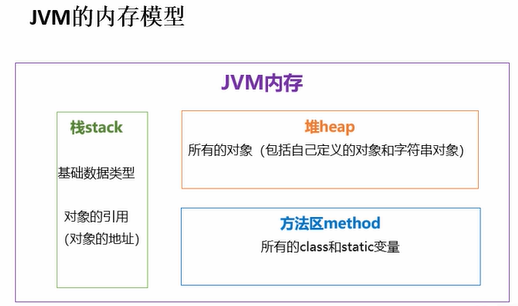 JVM的内存模型
JVM内存
栈stack
基础数据类型
对象的引用
(对象的地址)
堆heap
所有的对象（包括自己定义的对象和字符串对象）
方法区method
所有的class和static变量